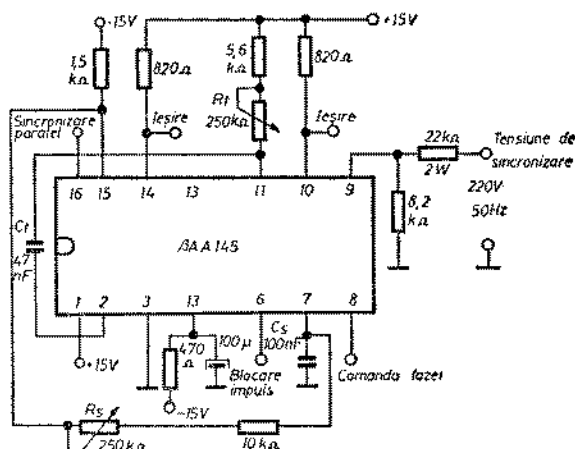 -15V
+15V
1,5 kΩ
820Ω
5,6 kΩ
820Ω
Rt
250kΩ
Ieșire
Ieșire
Sincronizare paralel
22kΩ
2W
Tensiune de sincronizare
220V
50Hz
8,2 kΩ
16 15 14 13 11 10 9
Ct
47 nF
βAA145
1 2 3 13 6 7 8
+15V
470 Ω
100µ
-15V
Blocare impuls
Cs
100nF
Comanda fazei
Rs
250kΩ
10kΩ